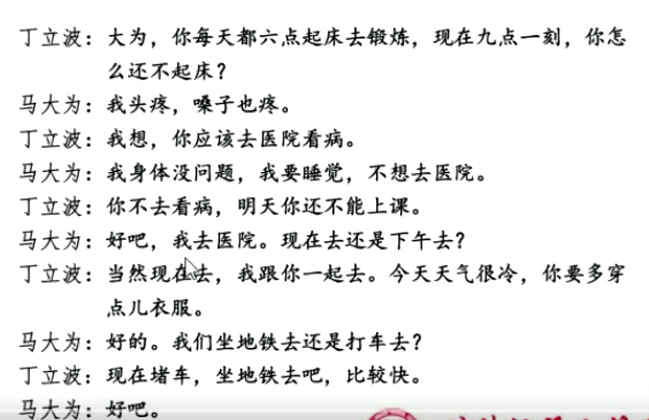 丁立波：大为，你每天都六点起床去锻炼，现在九点一刻，你怎
么还不起床？
马大为：我头疼，嗓子也疼。
丁立波：我想，你应该去医院看病。
马大为：我身体没问题，我要睡觉，不想去医院。
丁立波：你不去看病，明天你还不能上课。
马大为：好吧，我去医院。现在去还是下午去？
丁立波：当然现在去，我跟你一起去。今天天气很冷，你要多穿
点儿衣服。
马大为：好的。我们坐地铁去还是打车去？
丁立波：现在堵车，坐地铁去吧，比较快。
马大为：好吧。